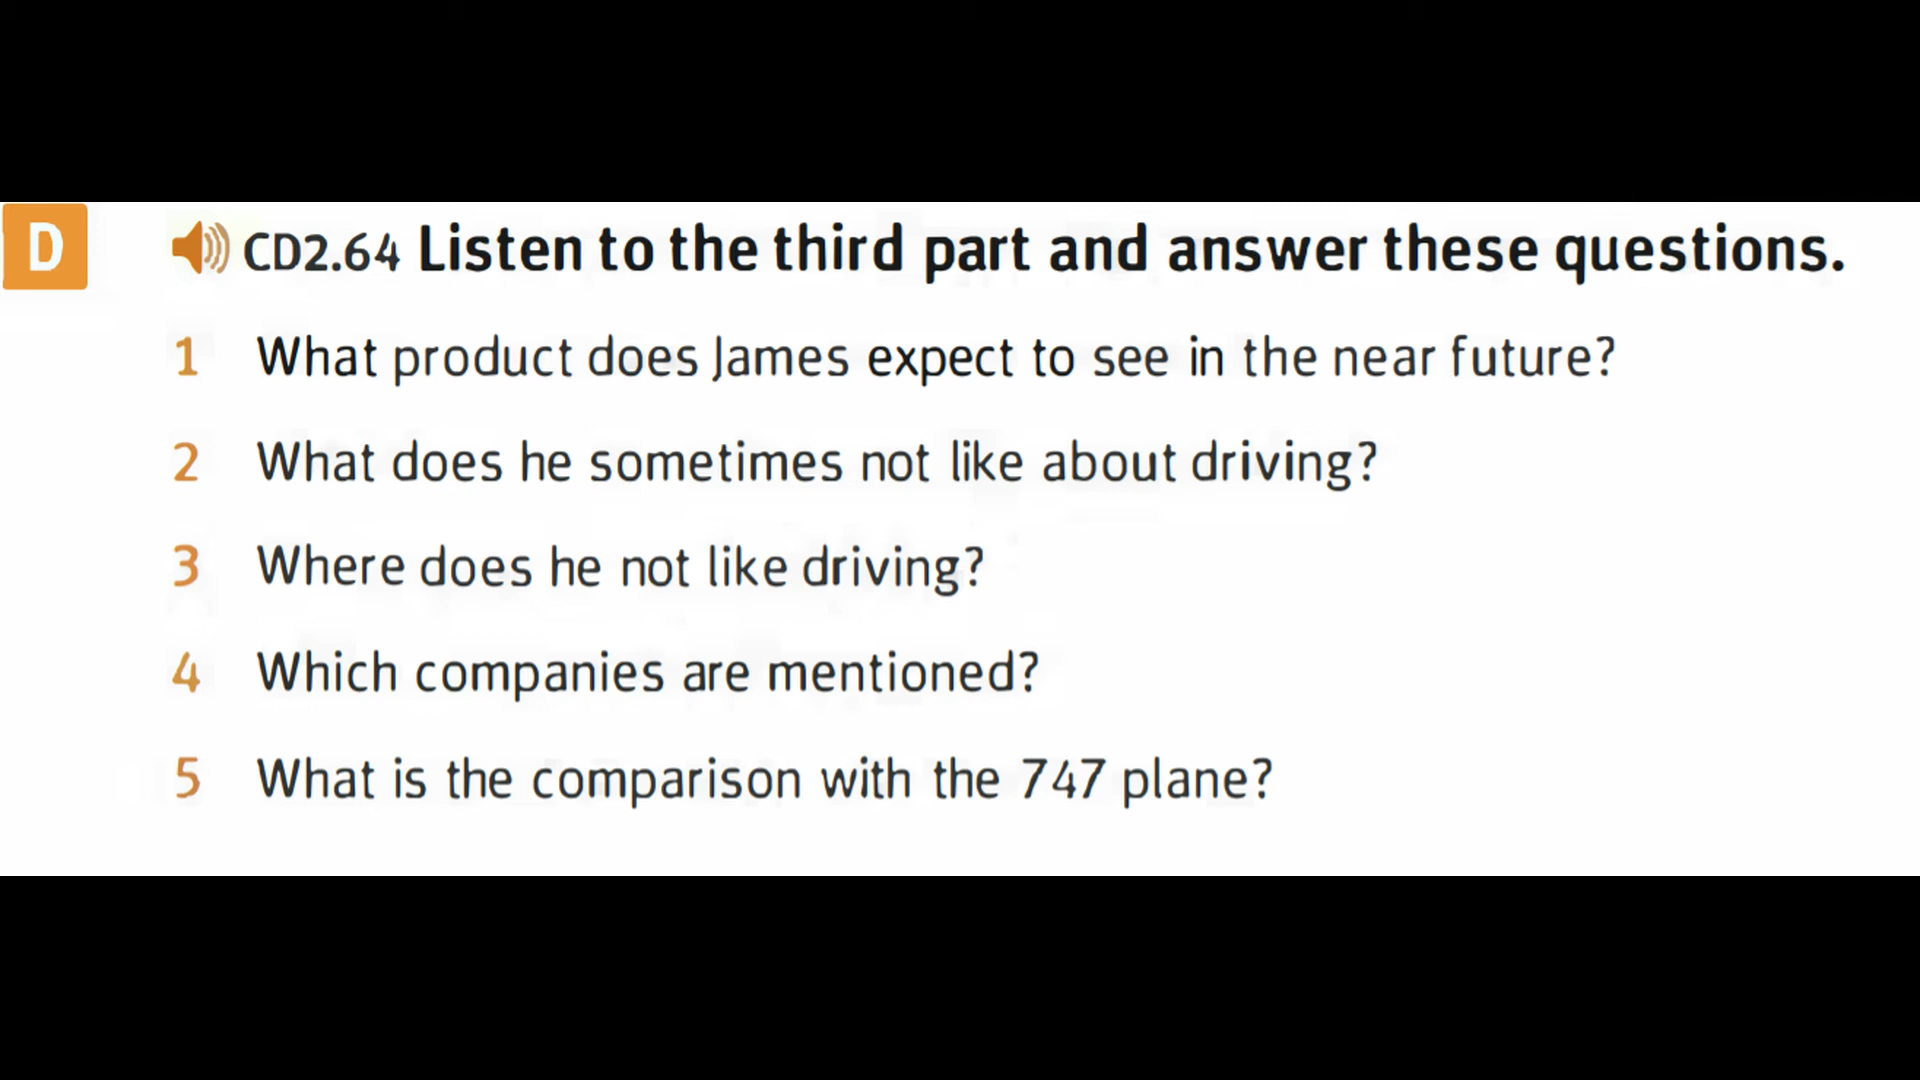 D CD2.64 Listen to the third part and answer these questions.
1 What product does James expect to see in the near future?
2 What does he sometimes not like about driving?
3 Where does he not like driving?
4 Which companies are mentioned?
5 What is the comparison with the 747 plane?